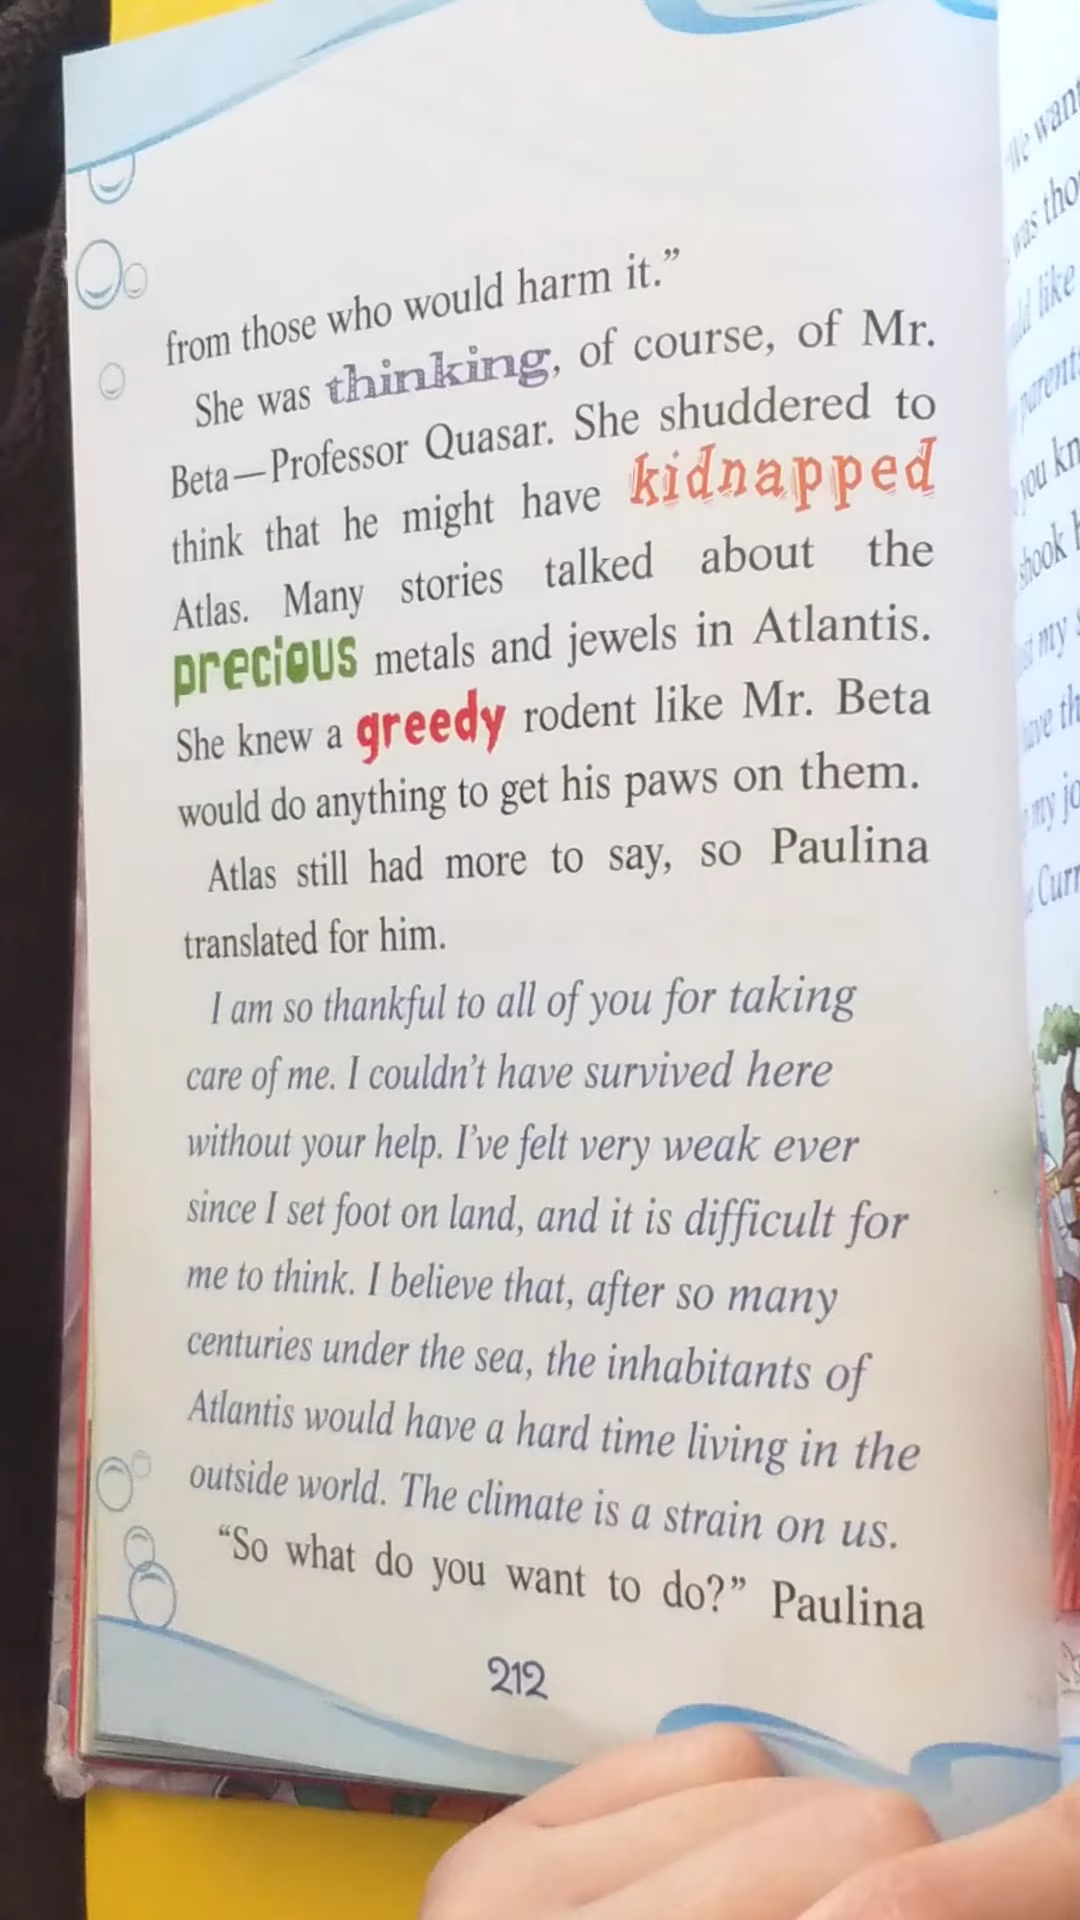 from those who would harm it.”
She was thinking, of course, of Mr.
Beta—Professor Quasar. She shuddered to
think that he might have kidnapped
Atlas. Many stories talked about the
precious metals and jewels in Atlantis.
She knew a greedy rodent like Mr. Beta
would do anything to get his paws on them.
Atlas still had more to say, so Paulina
translated for him.
I am so thankful to all of you for taking
care of me. I couldn’t have survived here
without your help. I’ve felt very weak ever
since I set foot on land, and it is difficult for
me to think. I believe that, after so many
centuries under the sea, the inhabitants of
Atlantis would have a hard time living in the
outside world. The climate is a strain on us.
“So what do you want to do?” Paulina
212
want
was
like
you
shook
my
my